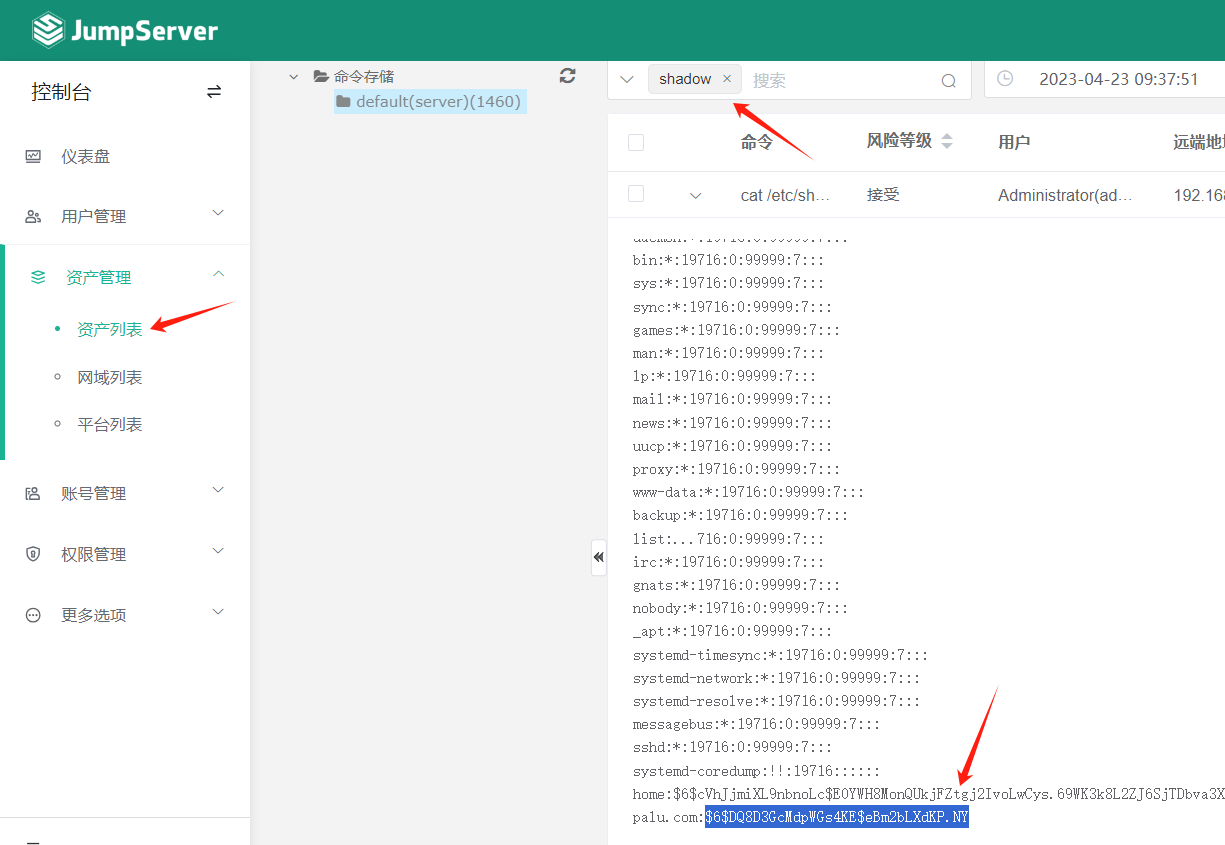 JumpServer
控制台
仪表盘
用户管理
资产管理
资产列表
网域列表
平台列表
账号管理
权限管理
更多选项
命令存储
default(server)(1460)
shadow × 搜索
2023-04-23 09:37:51
命令 风险等级 用户 远端地
cat /etc/sh... 接受 Administrator(ad... 192.168
daemon:*:19716:0:99999:7:::
bin:*:19716:0:99999:7:::
sys:*:19716:0:99999:7:::
sync:*:19716:0:99999:7:::
games:*:19716:0:99999:7:::
man:*:19716:0:99999:7:::
lp:*:19716:0:99999:7:::
mail:*:19716:0:99999:7:::
news:*:19716:0:99999:7:::
uucp:*:19716:0:99999:7:::
proxy:*:19716:0:99999:7:::
www-data:*:19716:0:99999:7:::
backup:*:19716:0:99999:7:::
list:...716:0:99999:7:::
irc:*:19716:0:99999:7:::
gnats:*:19716:0:99999:7:::
nobody:*:19716:0:99999:7:::
_apt:*:19716:0:99999:7:::
systemd-timesync:*:19716:0:99999:7:::
systemd-network:*:19716:0:99999:7:::
systemd-resolve:*:19716:0:99999:7:::
messagebus:*:19716:0:99999:7:::
sshd:*:19716:0:99999:7:::
systemd-coredump:!!:19716::::::
home:$6$cVhJjmiXL9nbnoLc$E0YWH8MonQUkjFZtgj2IvoLwCys.69WK3k8L2ZJ6SjTDbva3X
palu.com:$6$DQ8D3GcMdpWGs4KE$eBm2bLXdKP.NY